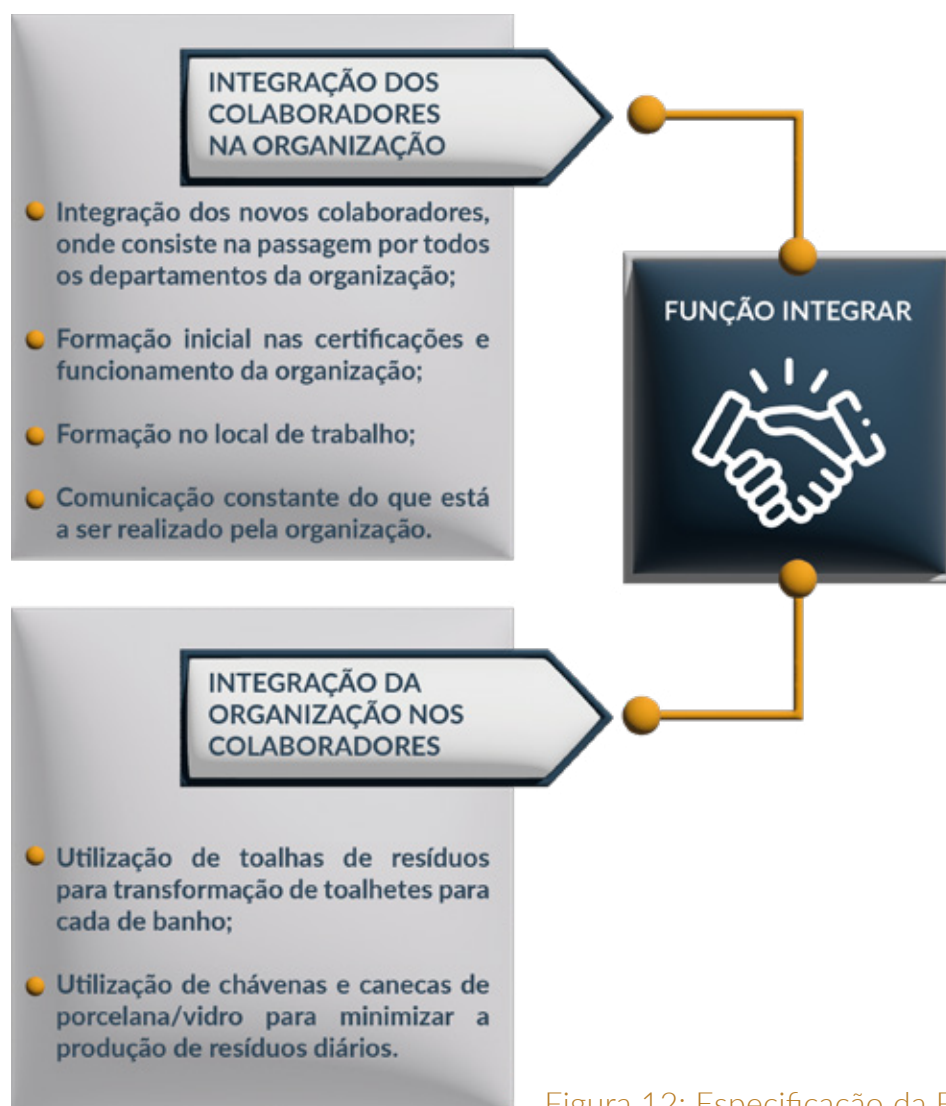 INTEGRAÇÃO DOS
COLABORADORES
NA ORGANIZAÇÃO
Integração dos novos colaboradores,
onde consiste na passagem por todos
os departamentos da organização;
Formação inicial nas certificações e
funcionamento da organização;
Formação no local de trabalho;
Comunicação constante do que está
a ser realizado pela organização.
FUNÇÃO INTEGRAR
INTEGRAÇÃO DA
ORGANIZAÇÃO NOS
COLABORADORES
Utilização de toalhas de resíduos
para transformação de toalhetes para
cada de banho;
Utilização de chávenas e canecas de
porcelana/vidro para minimizar a
produção de resíduos diários.
Figura 12: Especificação da